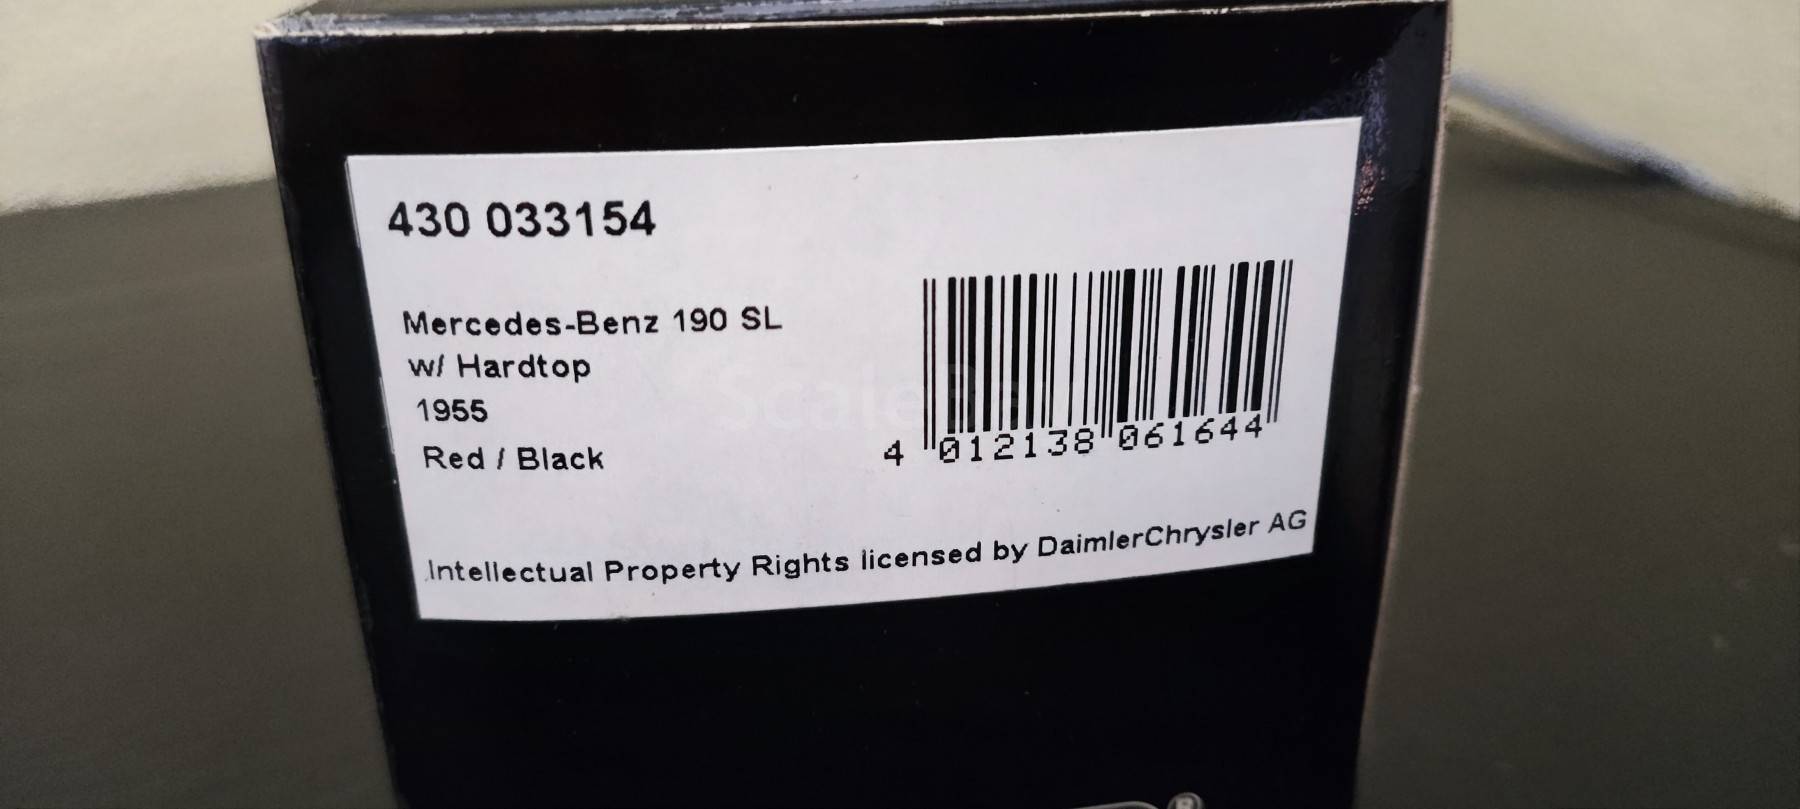 430 033154
Mercedes-Benz 190 SL
w/ Hardtop
1955
Red / Black
4 012138 061644
Intellectual Property Rights licensed by DaimlerChrysler AG
®